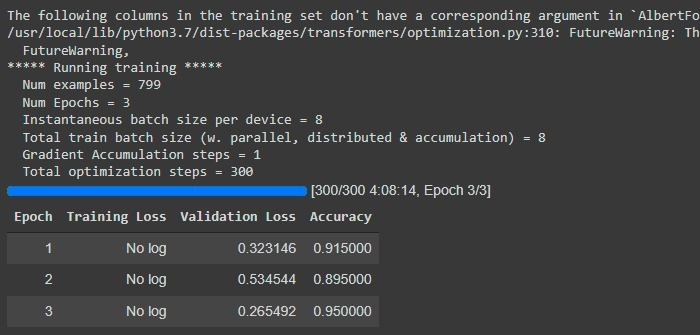 The following columns in the training set don't have a corresponding argument in `AlbertFo
/usr/local/lib/python3.7/dist-packages/transformers/optimization.py:310: FutureWarning: Th
FutureWarning,
***** Running training *****
Num examples = 799
Num Epochs = 3
Instantaneous batch size per device = 8
Total train batch size (w. parallel, distributed & accumulation) = 8
Gradient Accumulation steps = 1
Total optimization steps = 300
[300/300 4:08:14, Epoch 3/3]
Epoch Training Loss Validation Loss Accuracy
1 No log 0.323146 0.915000
2 No log 0.534544 0.895000
3 No log 0.265492 0.950000